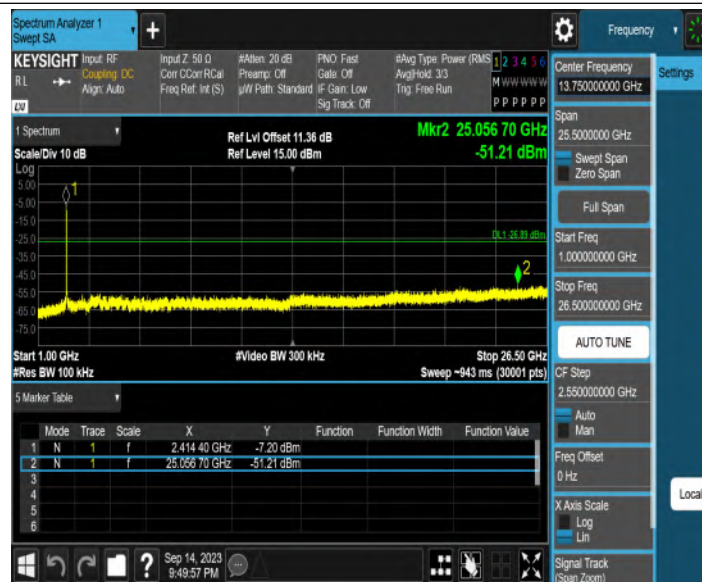 Spectrum Analyzer 1
Swept SA
+
Frequency
KEYSIGHT
RL
LXI
Input: RF
Coupling: DC
Align: Auto
Input Z: 50 Ω
Corr CCorr RCal
Freq Ref: Int (S)
#Atten: 20 dB
Preamp: Off
µW Path: Standard
PNO: Fast
Gate: Off
IF Gain: Low
Sig Track: Off
#Avg Type: Power (RMS)
Avg|Hold: 3/3
Trig: Free Run
1 2 3 4 5 6
M W W W W W
P P P P P P
1 Spectrum
Scale/Div 10 dB
Ref Lvl Offset 11.36 dB
Ref Level 15.00 dBm
Mkr2 25.056 70 GHz
-51.21 dBm
Log
5.00
-5.00
-15.0
-25.0
-35.0
-45.0
-55.0
-65.0
-75.0
1
DL1 -26.89 dBm
2
Start 1.00 GHz
#Video BW 300 kHz
Stop 26.50 GHz
#Res BW 100 kHz
Sweep ~943 ms (30001 pts)
5 Marker Table
Mode Trace Scale X Y Function Function Width Function Value
1 N 1 f 2.414 40 GHz -7.20 dBm
2 N 1 f 25.056 70 GHz -51.21 dBm
3
4
5
6
?
Sep 14, 2023
9:49:57 PM
Center Frequency
13.750000000 GHz
Settings
Span
25.5000000 GHz
Swept Span
Zero Span
Full Span
Start Freq
1.000000000 GHz
Stop Freq
26.500000000 GHz
AUTO TUNE
CF Step
2.550000000 GHz
Auto
Man
Freq Offset
0 Hz
Local
X Axis Scale
Log
Lin
Signal Track
(Span Zoom)